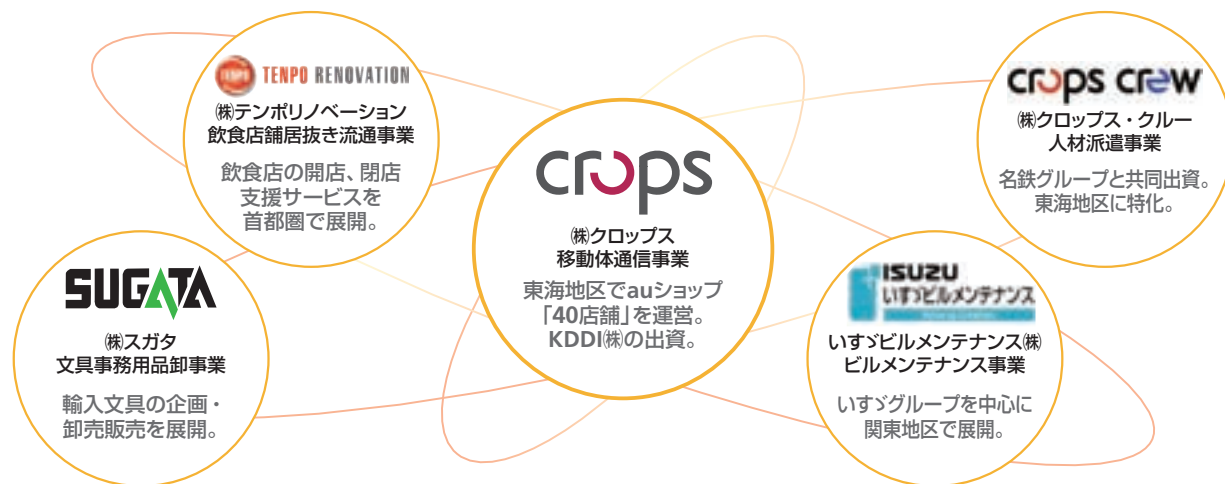 TENPO
TENPO RENOVATION
㈱テンポリノベーション
飲食店舗居抜き流通事業
飲食店の開店、閉店
支援サービスを
首都圏で展開。
SUGATA
㈱スガタ
文具事務用品卸事業
輸入文具の企画・
卸売販売を展開。
crops
㈱クロップス
移動体通信事業
東海地区でauショップ
「40店舗」を運営。
KDDI㈱の出資。
crops crew
㈱クロップス・クルー
人材派遣事業
名鉄グループと共同出資。
東海地区に特化。
ISUZU
いすゞビルメンテナンス
いすゞビルメンテナンス㈱
ビルメンテナンス事業
いすゞグループを中心に
関東地区で展開。